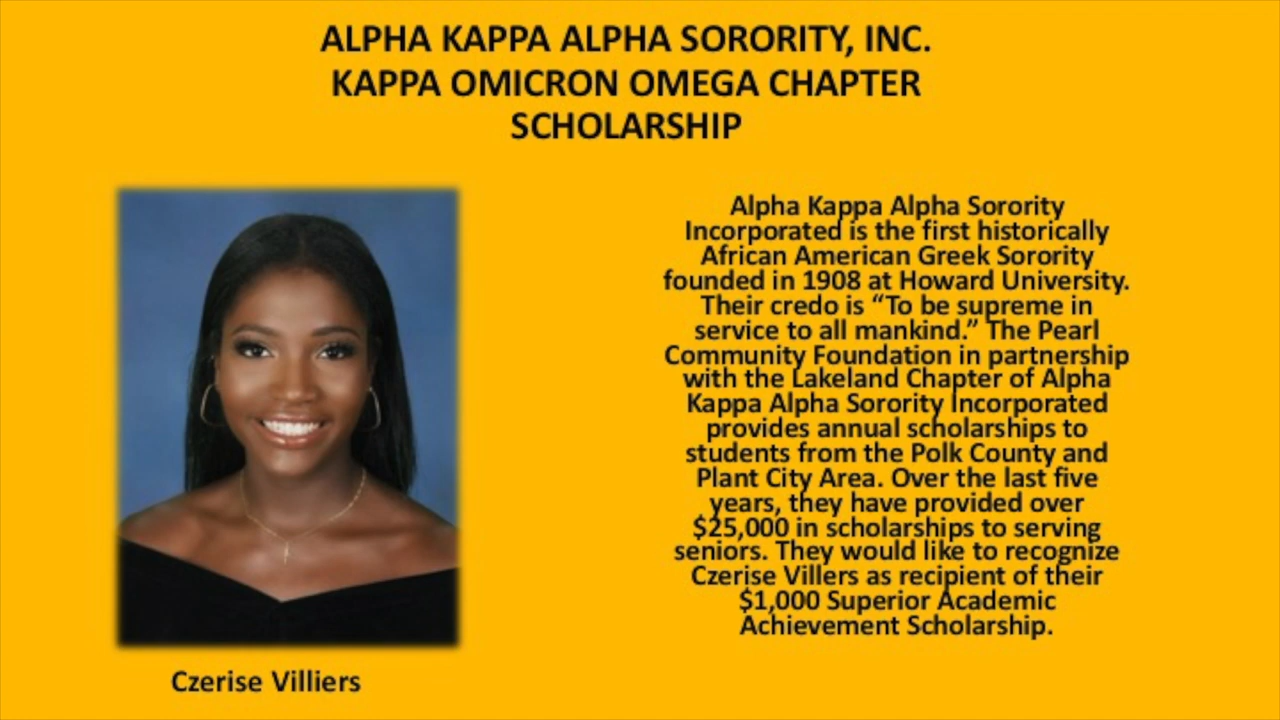 ALPHA KAPPA ALPHA SORORITY, INC.
KAPPA OMICRON OMEGA CHAPTER
SCHOLARSHIP
Alpha Kappa Alpha Sorority
Incorporated is the first historically
African American Greek Sorority
founded in 1908 at Howard University.
Their credo is “To be supreme in
service to all mankind.” The Pearl
Community Foundation in partnership
with the Lakeland Chapter of Alpha
Kappa Alpha Sorority Incorporated
provides annual scholarships to
students from the Polk County and
Plant City Area. Over the last five
years, they have provided over
$25,000 in scholarships to serving
seniors. They would like to recognize
Czerise Villers as recipient of their
$1,000 Superior Academic
Achievement Scholarship.
Czerise Villiers